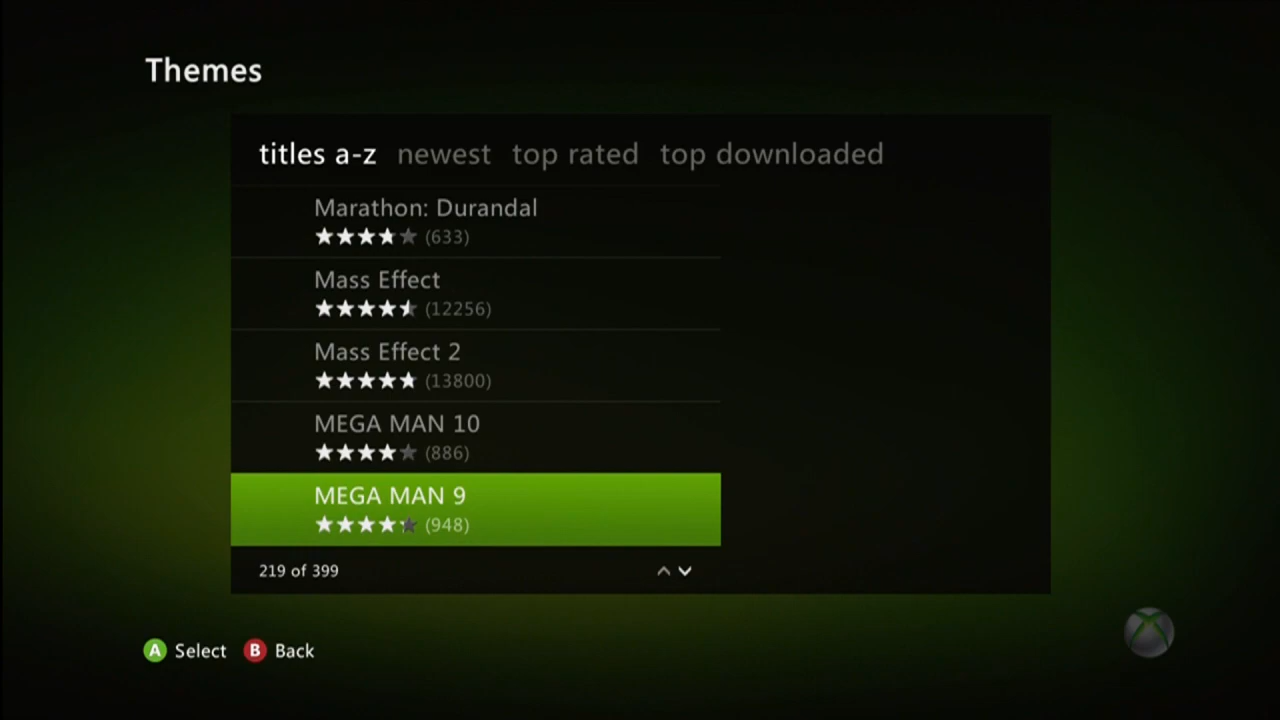 Themes
titles a-z newest top rated top downloaded
Marathon: Durandal
(633)
Mass Effect
(12256)
Mass Effect 2
(13800)
MEGA MAN 10
(886)
MEGA MAN 9
(948)
219 of 399
A Select B Back